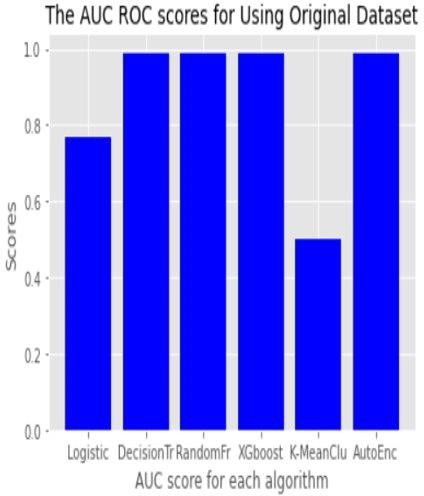 The AUC ROC scores for Using Original Dataset
1.0
0.8
0.6
0.4
0.2
0.0
Scores
Logistic DecisionTr RandomFr XGboost K-MeanClu AutoEnc
AUC score for each algorithm